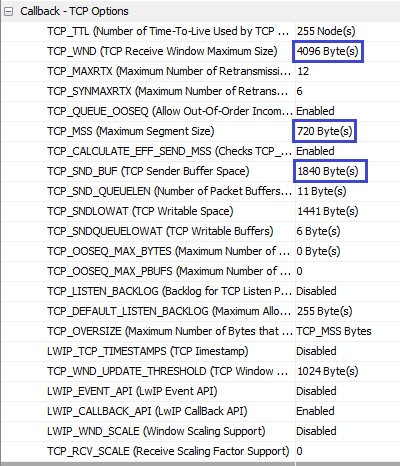 Callback - TCP Options
TCP_TTL (Number of Time-To-Live Used by TCP ... 255 Node(s)
TCP_WND (TCP Receive Window Maximum Size) 4096 Byte(s)
TCP_MAXRTX (Maximum Number of Retransmissi... 12
TCP_SYNMAXRTX (Maximum Number of Retrans... 6
TCP_QUEUE_OOSEQ (Allow Out-Of-Order Incom... Enabled
TCP_MSS (Maximum Segment Size) 720 Byte(s)
TCP_CALCULATE_EFF_SEND_MSS (Checks TCP_... Enabled
TCP_SND_BUF (TCP Sender Buffer Space) 1840 Byte(s)
TCP_SND_QUEUELEN (Number of Packet Buffers... 11 Byte(s)
TCP_SNDLOWAT (TCP Writable Space) 1441 Byte(s)
TCP_SNDQUEUELOWAT (TCP Writable Buffers) 6 Byte(s)
TCP_OOSEQ_MAX_BYTES (Maximum Number of ... 0 Byte(s)
TCP_OOSEQ_MAX_PBUFS (Maximum Number of... 0
TCP_LISTEN_BACKLOG (Backlog for TCP Listen P... Disabled
TCP_DEFAULT_LISTEN_BACKLOG (Maximum Allo... 255 Byte(s)
TCP_OVERSIZE (Maximum Number of Bytes that ... TCP_MSS Bytes
LWIP_TCP_TIMESTAMPS (TCP Timestamp) Disabled
TCP_WND_UPDATE_THRESHOLD (TCP Window ... 1024 Byte(s)
LWIP_EVENT_API (LwIP Event API) Disabled
LWIP_CALLBACK_API (LwIP CallBack API) Enabled
LWIP_WND_SCALE (Window Scaling Support) Disabled
TCP_RCV_SCALE (Receive Scaling Factor Support) 0